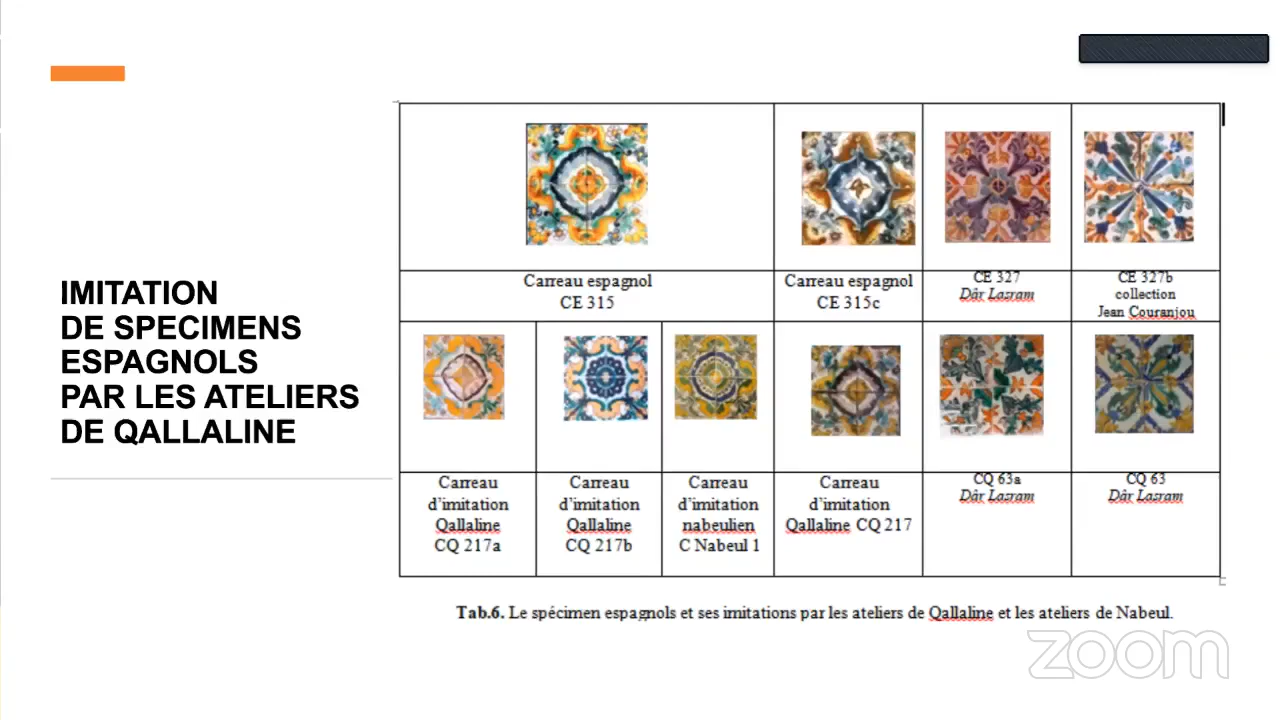 IMITATION
DE SPECIMENS
ESPAGNOLS
PAR LES ATELIERS
DE QALLALINE
Carreau espagnol
CE 315
Carreau espagnol
CE 315c
CE 327
Dâr Lasram
CE 327b
collection
Jean Couranjou
Carreau
d’imitation
Qallaline
CQ 217a
Carreau
d’imitation
Qallaline
CQ 217b
Carreau
d’imitation
nabeulien
C Nabeul 1
Carreau
d’imitation
Qallaline CQ 217
CQ 63a
Dâr Lasram
CQ 63
Dâr Lasram
Tab.6. Le spécimen espagnols et ses imitations par les ateliers de Qallaline et les ateliers de Nabeul.
zoom